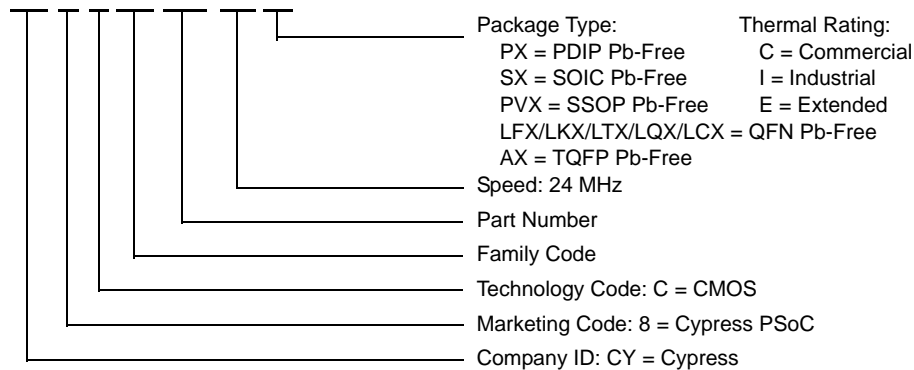 Package Type: Thermal Rating:
PX = PDIP Pb-Free C = Commercial
SX = SOIC Pb-Free I = Industrial
PVX = SSOP Pb-Free E = Extended
LFX/LKX/LTX/LQX/LCX = QFN Pb-Free
AX = TQFP Pb-Free
Speed: 24 MHz
Part Number
Family Code
Technology Code: C = CMOS
Marketing Code: 8 = Cypress PSoC
Company ID: CY = Cypress